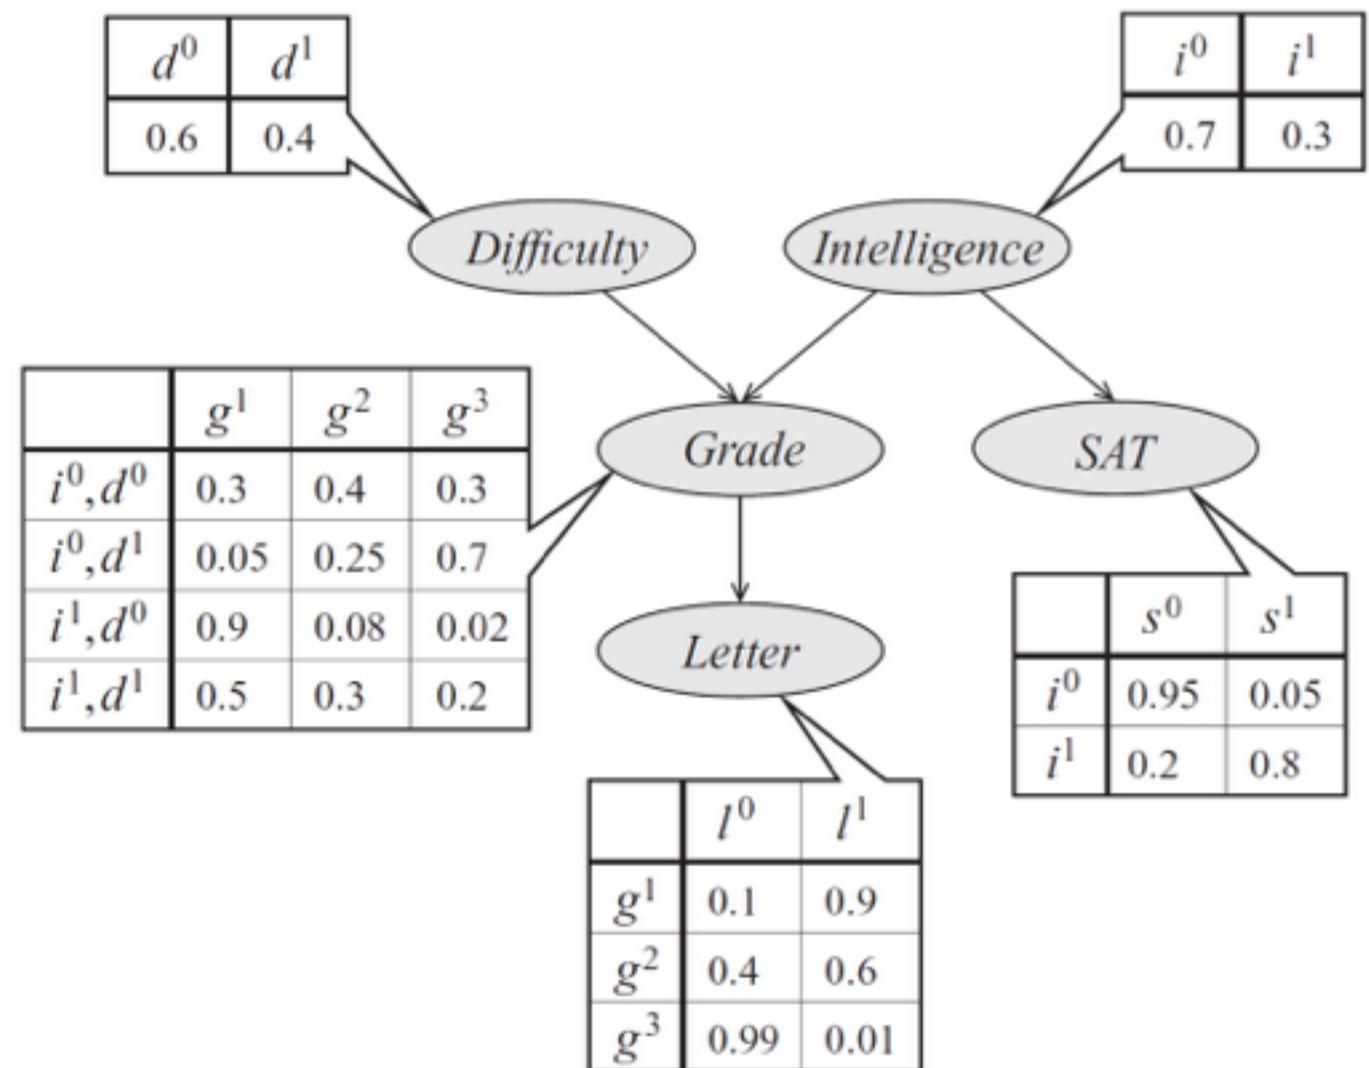 d⁰ d¹
0.6 0.4
i⁰ i¹
0.7 0.3
Difficulty
Intelligence
g¹ g² g³
i⁰,d⁰ 0.3 0.4 0.3
i⁰,d¹ 0.05 0.25 0.7
i¹,d⁰ 0.9 0.08 0.02
i¹,d¹ 0.5 0.3 0.2
Grade
SAT
Letter
s⁰ s¹
i⁰ 0.95 0.05
i¹ 0.2 0.8
l⁰ l¹
g¹ 0.1 0.9
g² 0.4 0.6
g³ 0.99 0.01